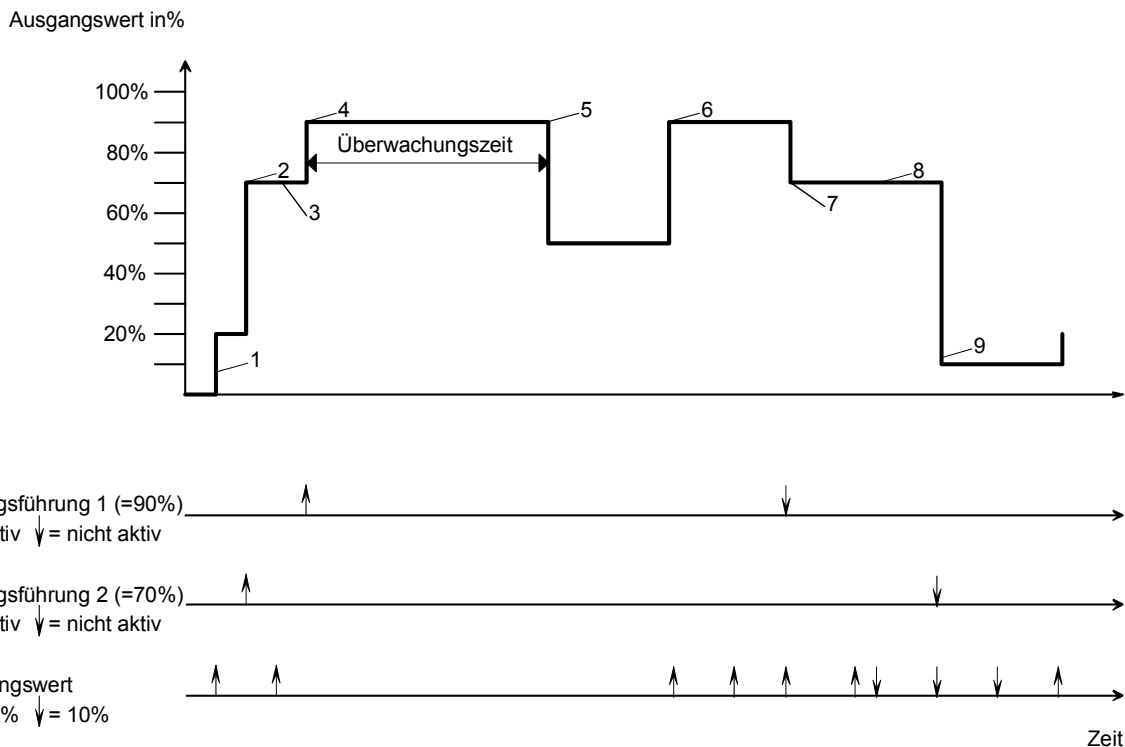 Ausgangswert in%
100%
80%
60%
40%
20%
1
2
3
4
5
6
7
8
9
Überwachungszeit
gsführung 1 (=90%)
tiv ↓ = nicht aktiv
gsführung 2 (=70%)
tiv ↓ = nicht aktiv
ngswert
% ↓ = 10%
Zeit